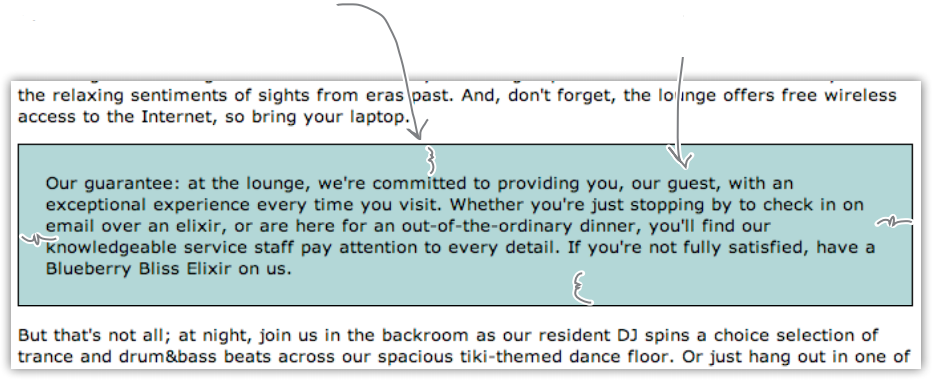 the relaxing sentiments of sights from eras past. And, don't forget, the lounge offers free wireless
access to the Internet, so bring your laptop.
Our guarantee: at the lounge, we're committed to providing you, our guest, with an
exceptional experience every time you visit. Whether you're just stopping by to check in on
email over an elixir, or are here for an out-of-the-ordinary dinner, you'll find our
knowledgeable service staff pay attention to every detail. If you're not fully satisfied, have a
Blueberry Bliss Elixir on us.
But that's not all; at night, join us in the backroom as our resident DJ spins a choice selection of
trance and drum&bass beats across our spacious tiki-themed dance floor. Or just hang out in one of